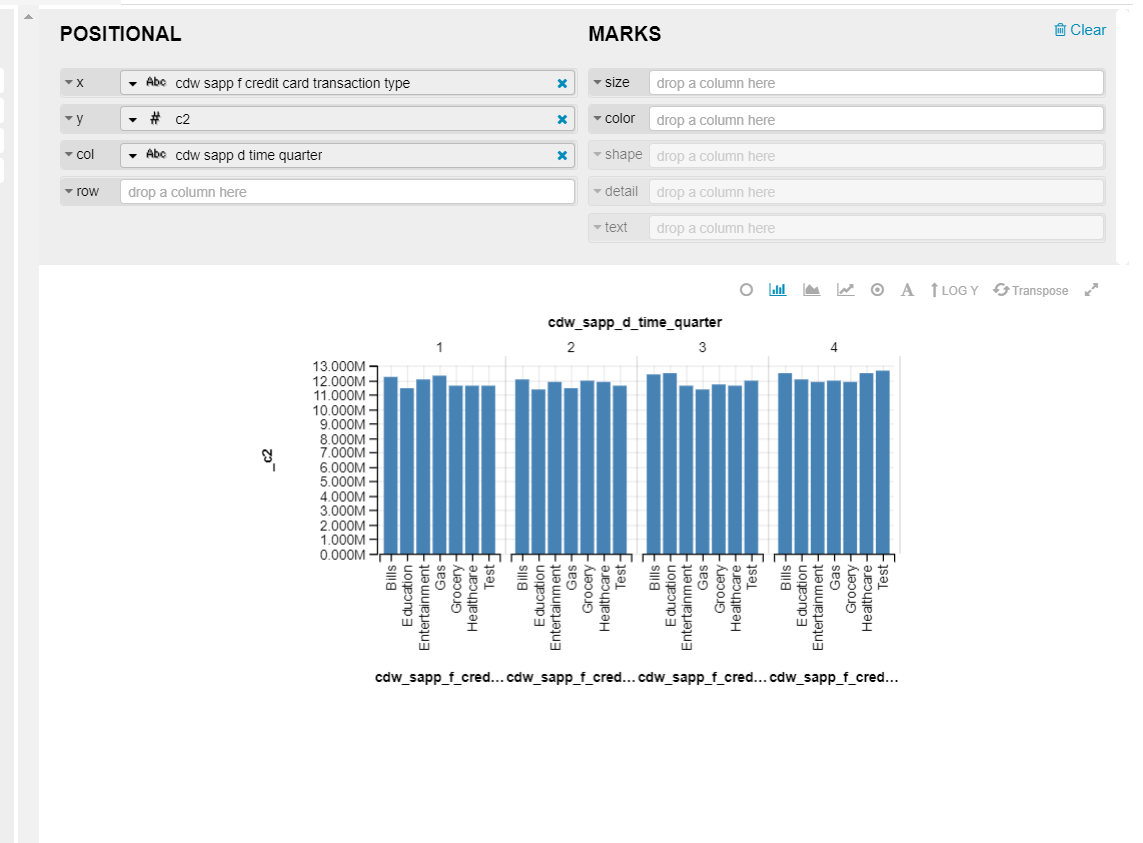 POSITIONAL
MARKS
Clear
x Abc cdw sapp f credit card transaction type
size drop a column here
y # c2
color drop a column here
col Abc cdw sapp d time quarter
shape drop a column here
row drop a column here
detail drop a column here
text drop a column here
A LOG Y Transpose
cdw_sapp_d_time_quarter
1 2 3 4
13.000M
12.000M
11.000M
10.000M
9.000M
8.000M
7.000M
6.000M
5.000M
4.000M
3.000M
2.000M
1.000M
0.000M
_c2
Bills Education Entertainment Gas Grocery Healthcare Test
Bills Education Entertainment Gas Grocery Healthcare Test
Bills Education Entertainment Gas Grocery Healthcare Test
Bills Education Entertainment Gas Grocery Healthcare Test
cdw_sapp_f_cred... cdw_sapp_f_cred... cdw_sapp_f_cred... cdw_sapp_f_cred...